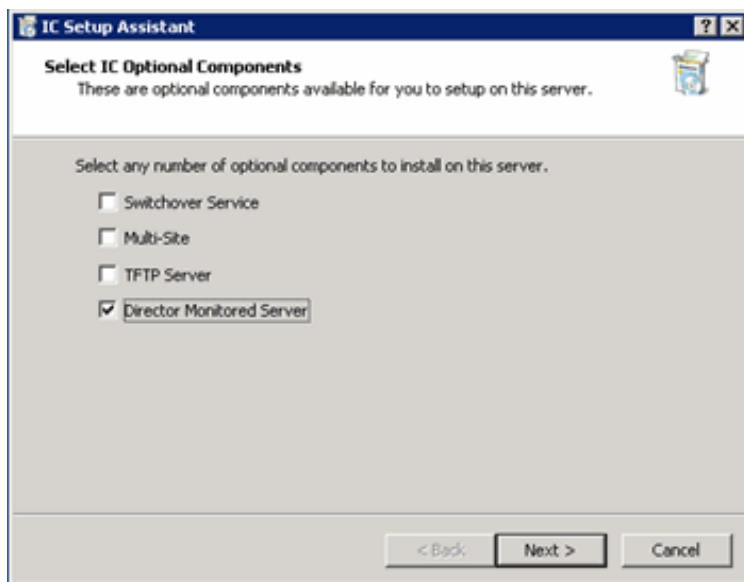 IC Setup Assistant
Select IC Optional Components
These are optional components available for you to setup on this server.
Select any number of optional components to install on this server.
Switchover Service
Multi-Site
TFTP Server
Director Monitored Server
< Back
Next >
Cancel